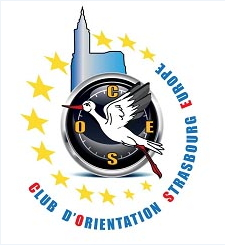 C
O E
S
CLUB D'ORIENTATION STRASBOURG EUROPE